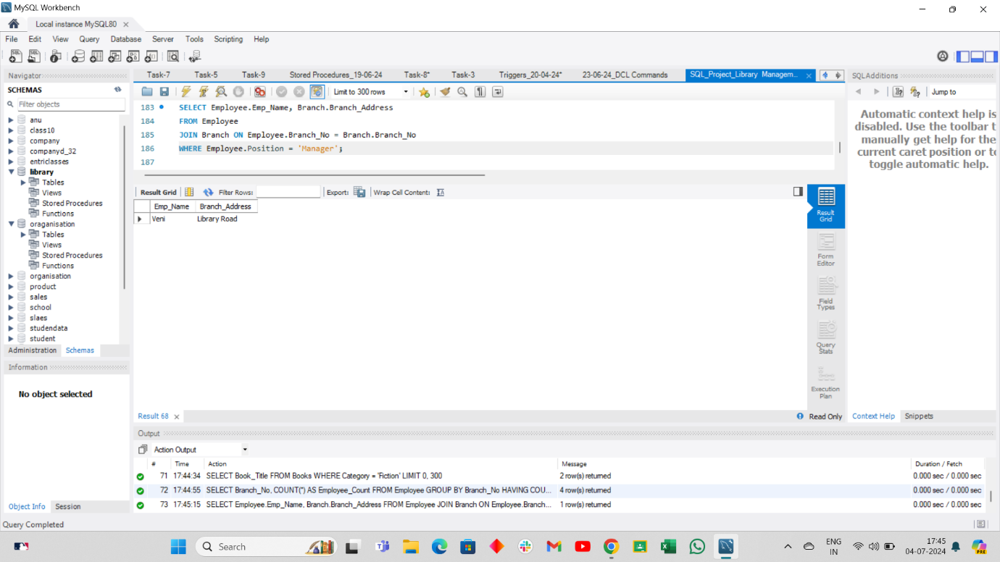 MySQL Workbench
Local instance MySQL80
File Edit View Query Database Server Tools Scripting Help
Navigator
SCHEMAS
Filter objects
anu
class10
company
companyd_32
entriclasses
library
Tables
Views
Stored Procedures
Functions
oraganisation
Tables
Views
Stored Procedures
Functions
organisation
product
sales
school
slaes
studendata
student
Administration Schemas
Information
No object selected
Object Info Session
Query Completed
Task-7 Task-5 Task-9 Stored Procedures_19-06-24 Task-8* Task-3 Triggers_20-04-24* 23-06-24_DCL Commands SQL_Project_Library Managem...
Limit to 300 rows
183 SELECT Employee.Emp_Name, Branch.Branch_Address
184 FROM Employee
185 JOIN Branch ON Employee.Branch_No = Branch.Branch_No
186 WHERE Employee.Position = 'Manager';
187
Result Grid Filter Rows: Export: Wrap Cell Content:
Emp_Name Branch_Address
Veni Library Road
Result Grid
Form Editor
Field Types
Query Stats
Execution Plan
Result 68
Read Only
SQLAdditions
Jump to
Automatic context help is
disabled. Use the toolbar t
manually get help for the
current caret position or to
toggle automatic help.
Context Help Snippets
Output
Action Output
# Time Action Message Duration / Fetch
71 17:44:34 SELECT Book_Title FROM Books WHERE Category = 'Fiction' LIMIT 0, 300 2 row(s) returned 0.000 sec / 0.000 sec
72 17:44:55 SELECT Branch_No, COUNT(*) AS Employee_Count FROM Employee GROUP BY Branch_No HAVING COU... 4 row(s) returned 0.000 sec / 0.000 sec
73 17:45:15 SELECT Employee.Emp_Name, Branch.Branch_Address FROM Employee JOIN Branch ON Employee.Branch... 1 row(s) returned 0.000 sec / 0.000 sec
Search
ENG
IN
17:45
04-07-2024
PRE